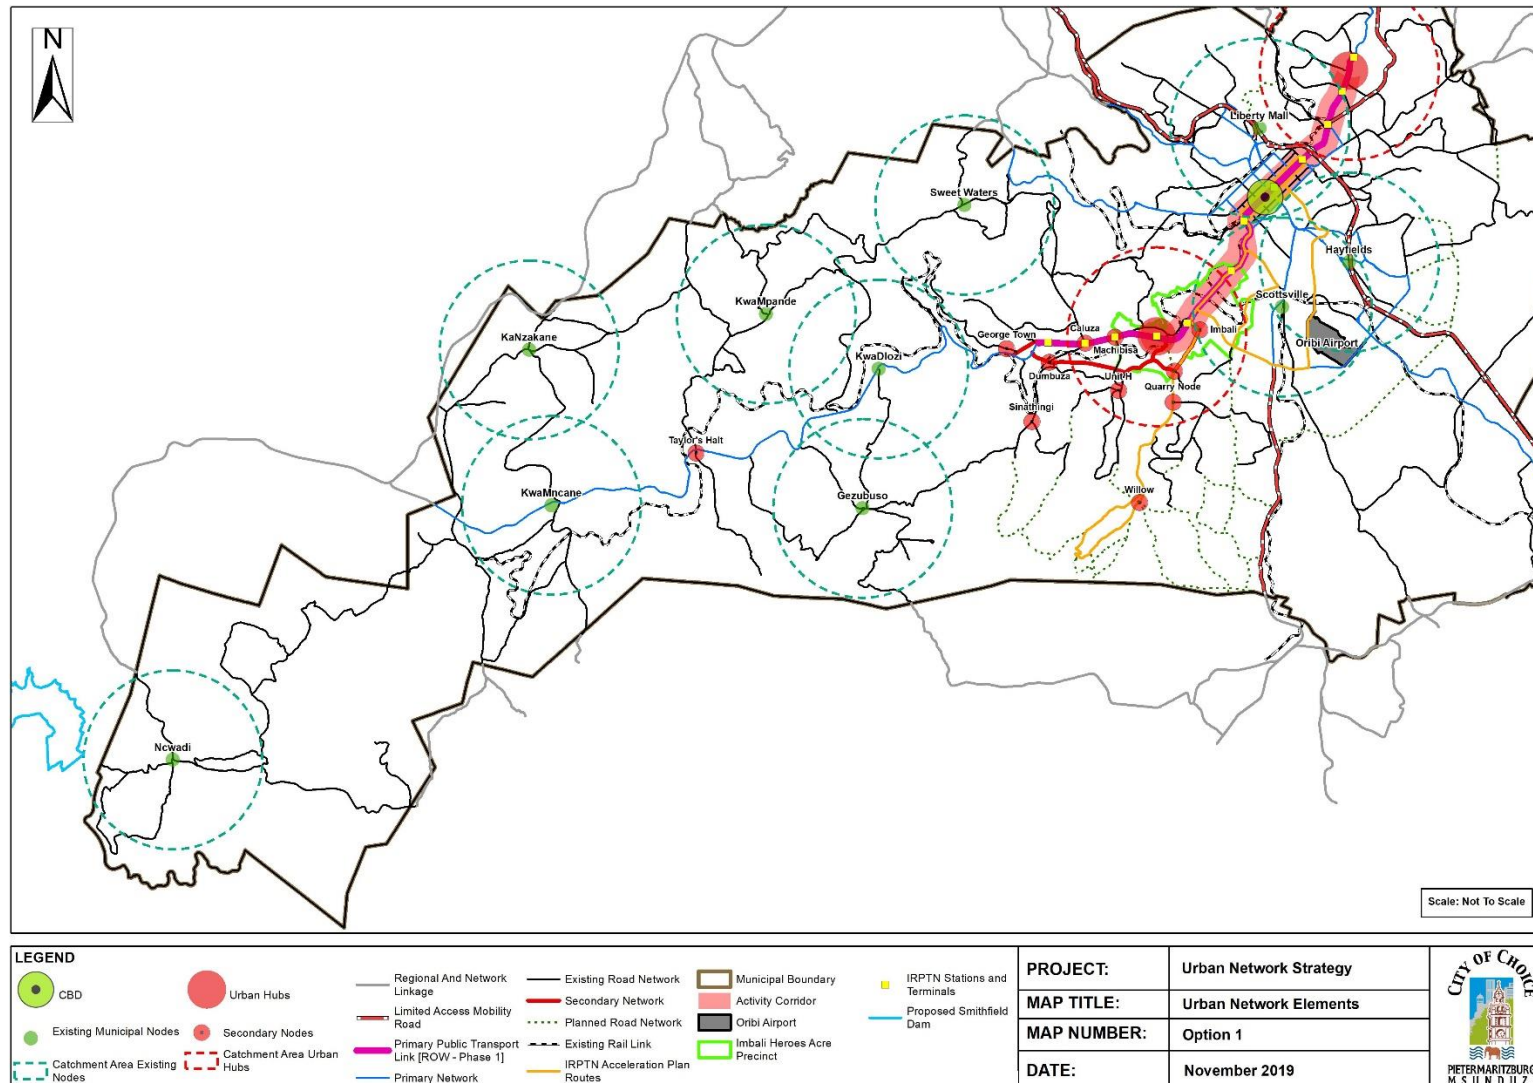 N
Liberty Mall
Sweet Waters
Hayfields
Scottsville
KwaMpande
KaNzakane
George Town
Caluza
Imbali
Machibisa
Oribi Airport
KwaDlozi
Dumbuza
Unit H
Quarry Node
Sinathingi
Taylor's Halt
KwaMncane
Gezubuso
Willow
Ncwadi
Scale: Not To Scale
LEGEND
CBD
Urban Hubs
Existing Municipal Nodes
Secondary Nodes
Catchment Area Existing
Nodes
Catchment Area Urban
Hubs
Regional And Network
Linkage
Limited Access Mobility
Road
Primary Public Transport
Link [ROW - Phase 1]
Primary Network
Existing Road Network
Secondary Network
Planned Road Network
Existing Rail Link
IRPTN Acceleration Plan
Routes
Municipal Boundary
Activity Corridor
Oribi Airport
Imbali Heroes Acre
Precinct
IRPTN Stations and
Terminals
Proposed Smithfield
Dam
PROJECT: Urban Network Strategy
MAP TITLE: Urban Network Elements
MAP NUMBER: Option 1
DATE: November 2019
CITY OF CHOICE
PIETERMARITZBURG